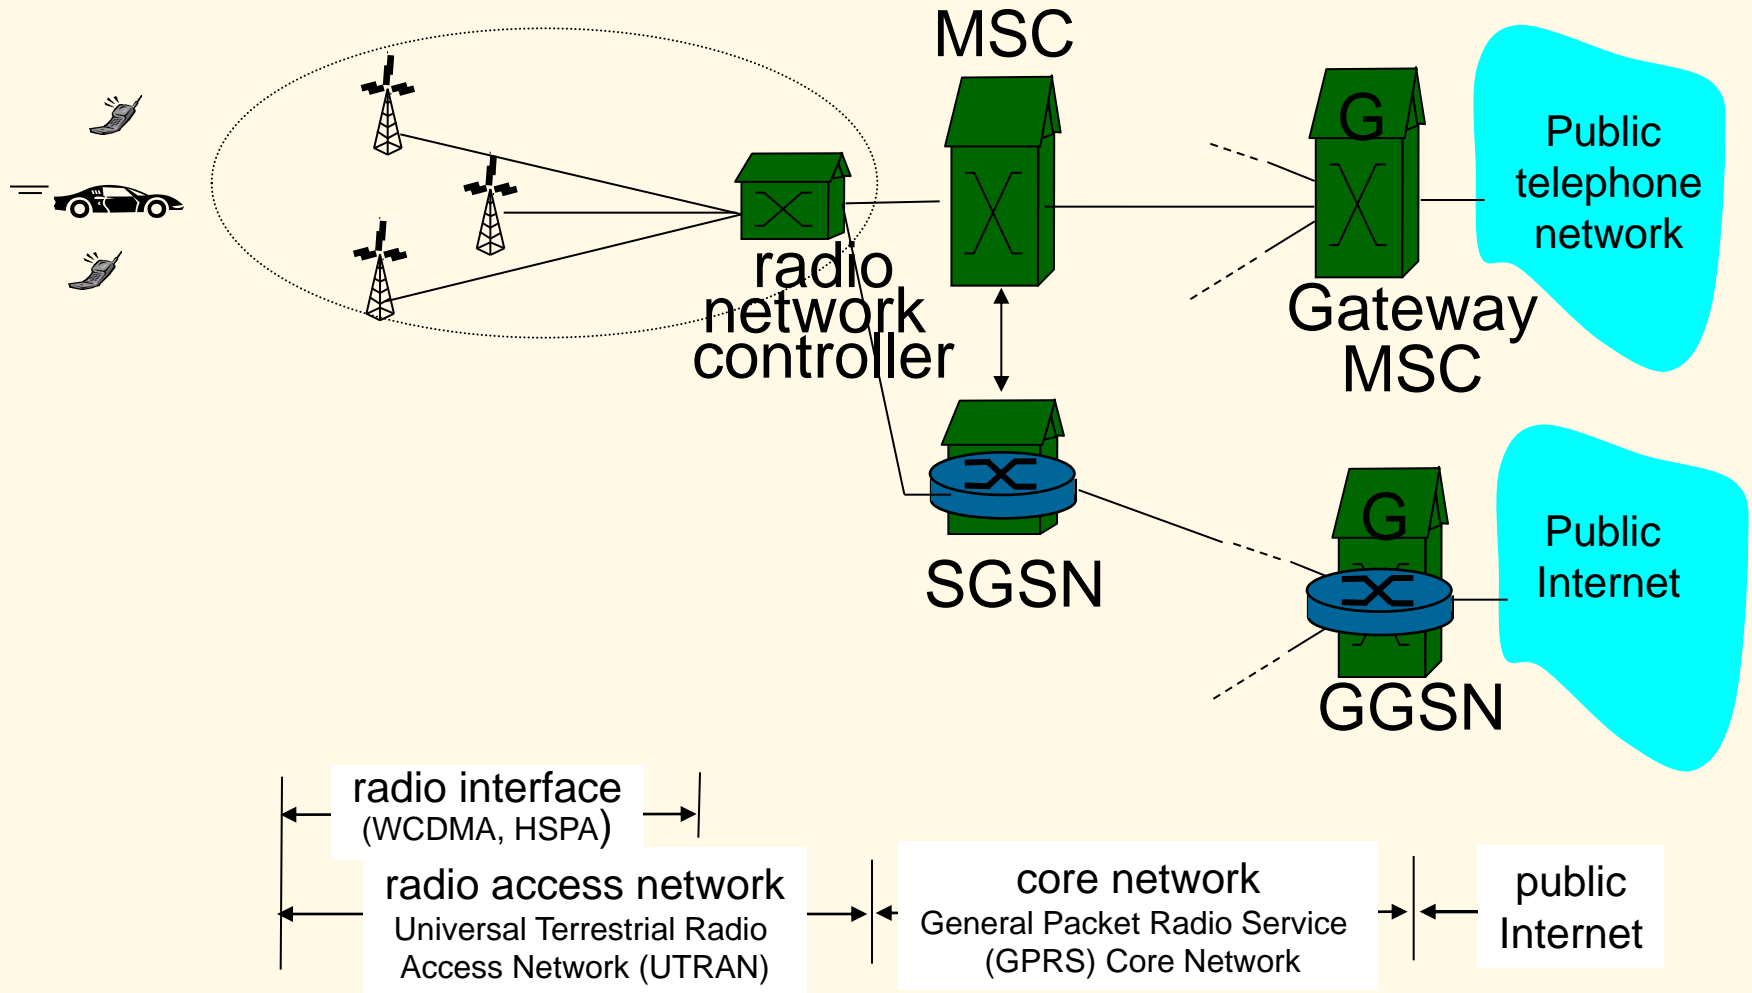 MSC
G
Public
telephone
network
radio
network
controller
Gateway
MSC
SGSN
G
Public
Internet
GGSN
radio interface
(WCDMA, HSPA)
radio access network
Universal Terrestrial Radio
Access Network (UTRAN)
core network
General Packet Radio Service
(GPRS) Core Network
public
Internet